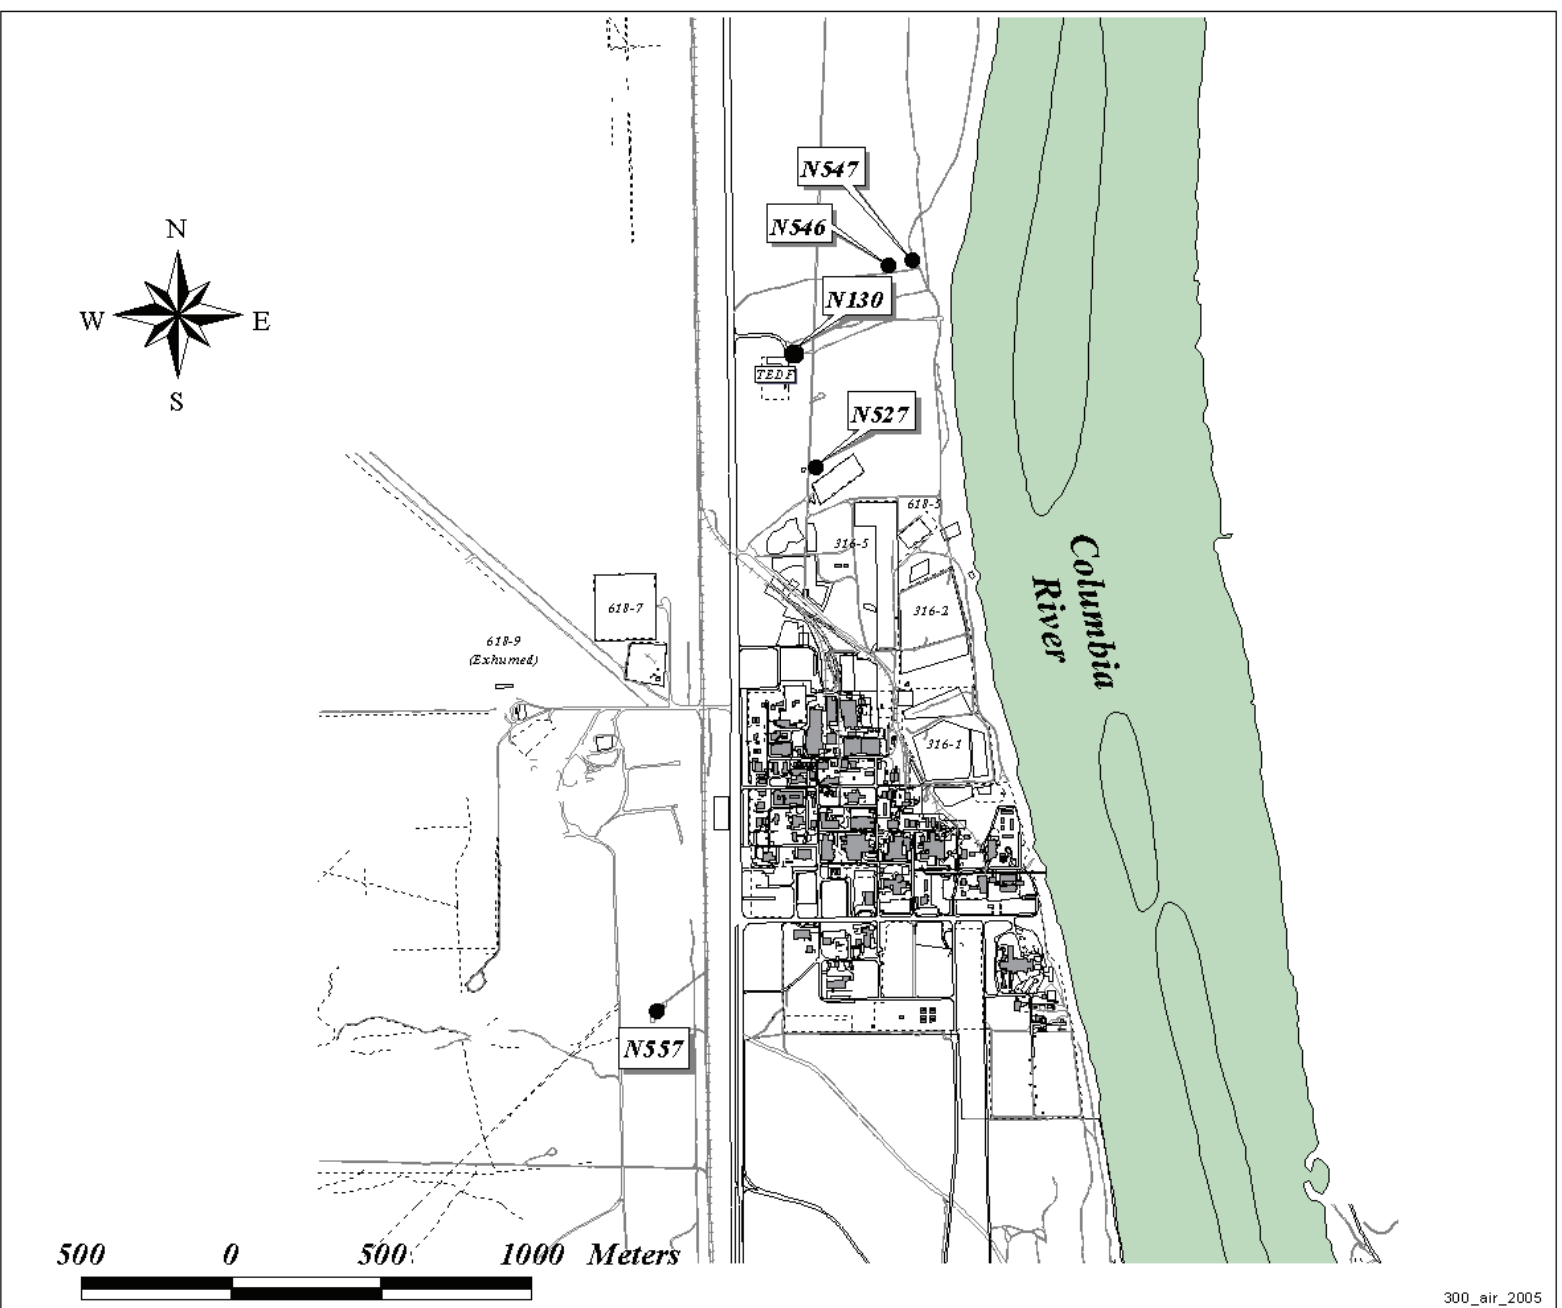 N547
N
N546
N130
W
E
TEDF
S
N527
618-5
316-5
618-7
316-2
Columbia
River
618-9
(Exhumed)
316-1
N557
500 0 500 1000 Meters
300_air_2005